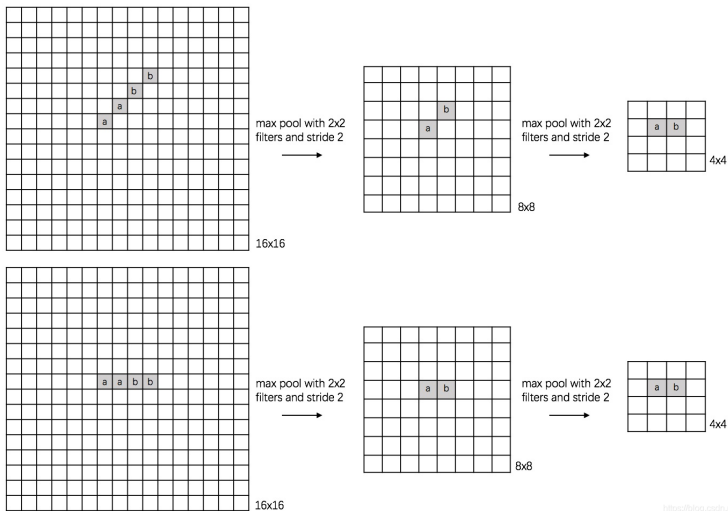 b
b
a
a
max pool with 2x2
filters and stride 2
16x16
b
a
8x8
max pool with 2x2
filters and stride 2
a b
4x4
a a b b
max pool with 2x2
filters and stride 2
16x16
a b
8x8
max pool with 2x2
filters and stride 2
a b
4x4